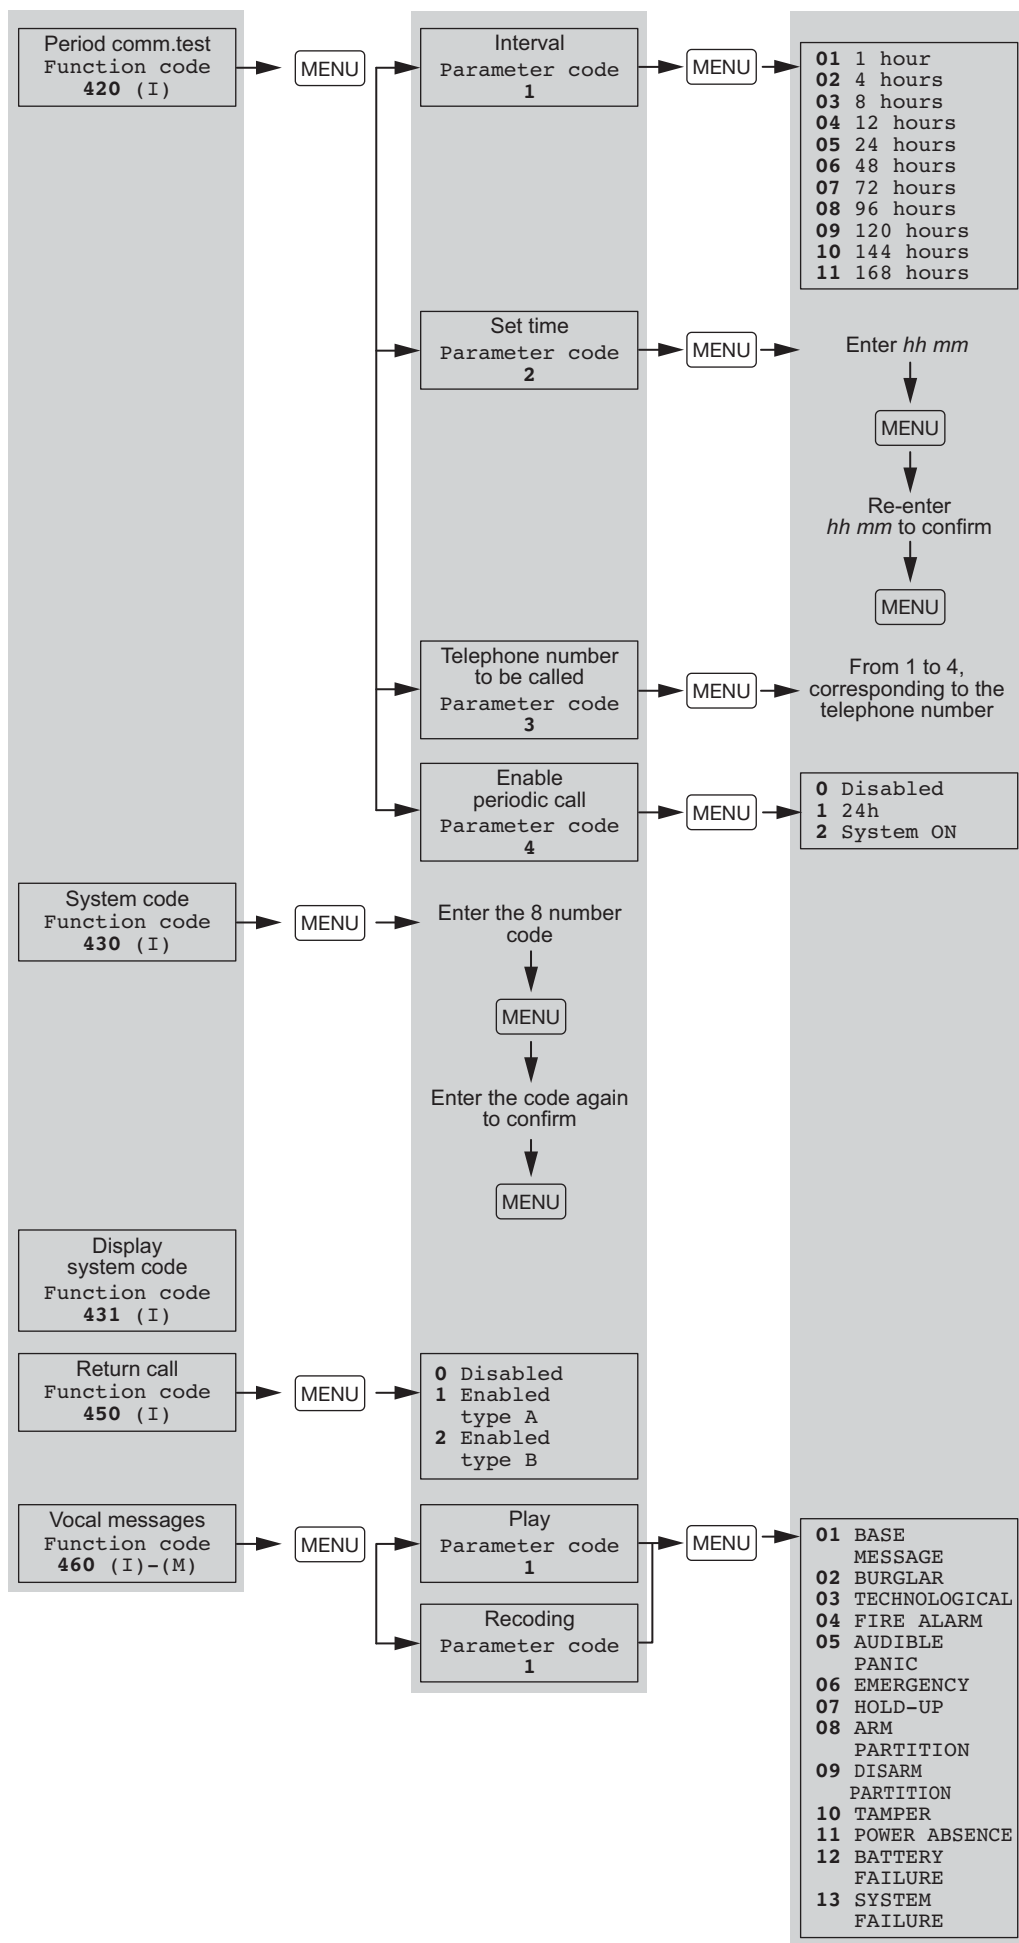 Period comm.test
Function code
420 (I)
MENU
Interval
Parameter code
1
MENU
01 1 hour
02 4 hours
03 8 hours
04 12 hours
05 24 hours
06 48 hours
07 72 hours
08 96 hours
09 120 hours
10 144 hours
11 168 hours
Set time
Parameter code
2
MENU
Enter hh mm
MENU
Re-enter
hh mm to confirm
MENU
Telephone number
to be called
Parameter code
3
MENU
From 1 to 4,
corresponding to the
telephone number
Enable
periodic call
Parameter code
4
MENU
0 Disabled
1 24h
2 System ON
System code
Function code
430 (I)
MENU
Enter the 8 number
code
MENU
Enter the code again
to confirm
MENU
Display
system code
Function code
431 (I)
Return call
Function code
450 (I)
MENU
0 Disabled
1 Enabled
type A
2 Enabled
type B
Vocal messages
Function code
460 (I)-(M)
MENU
Play
Parameter code
1
Recoding
Parameter code
1
MENU
01 BASE
MESSAGE
02 BURGLAR
03 TECHNOLOGICAL
04 FIRE ALARM
05 AUDIBLE
PANIC
06 EMERGENCY
07 HOLD-UP
08 ARM
PARTITION
09 DISARM
PARTITION
10 TAMPER
11 POWER ABSENCE
12 BATTERY
FAILURE
13 SYSTEM
FAILURE